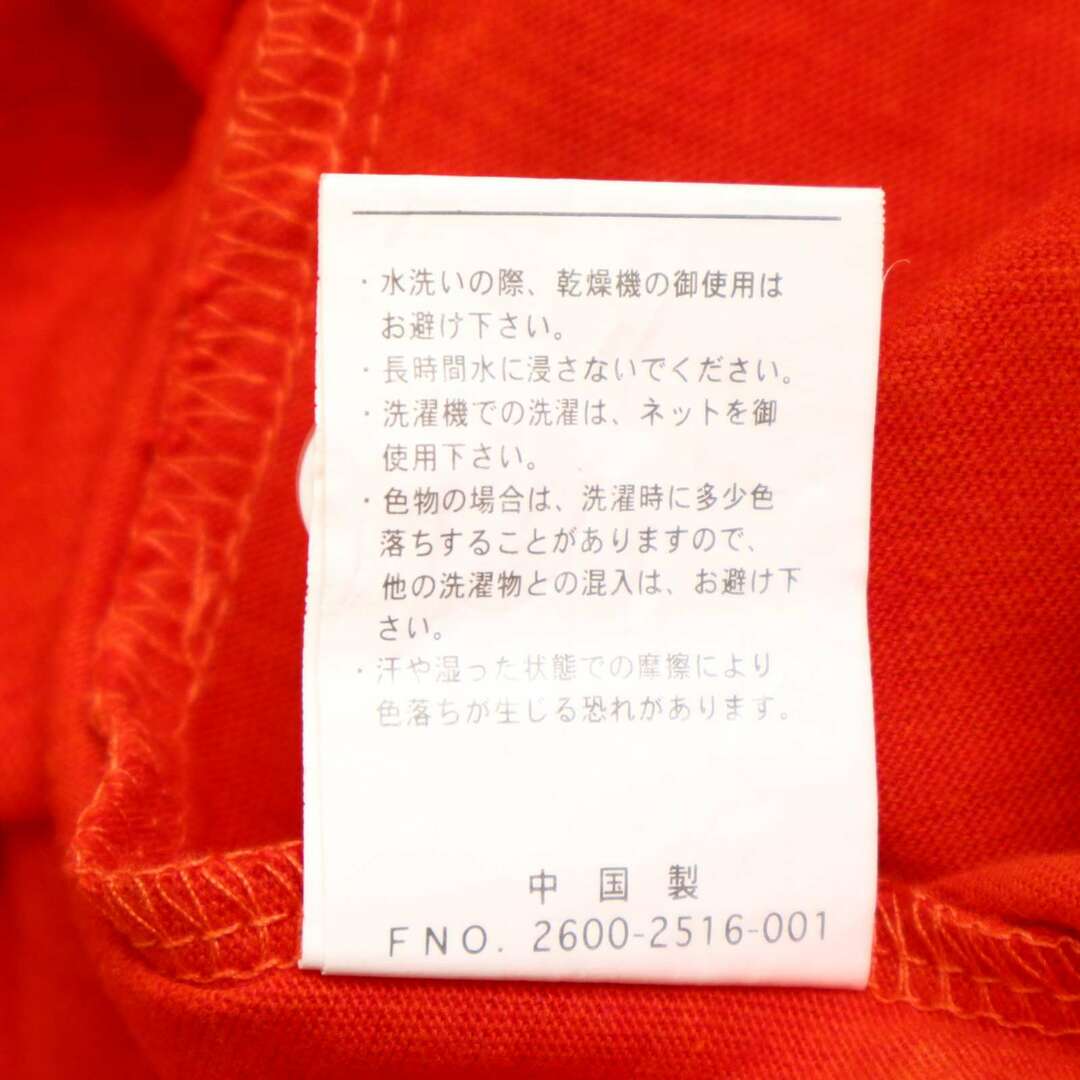 ・水洗いの際、乾燥機の御使用は
お避け下さい。
・長時間水に浸さないでください。
・洗濯機での洗濯は、ネットを御
使用下さい。
・色物の場合は、洗濯時に多少色
落ちすることがありますので、
他の洗濯物との混入は、お避け下
さい。
・汗や湿った状態での摩擦により
色落ちが生じる恐れがあります。
中国製
FNO. 2600-2516-001